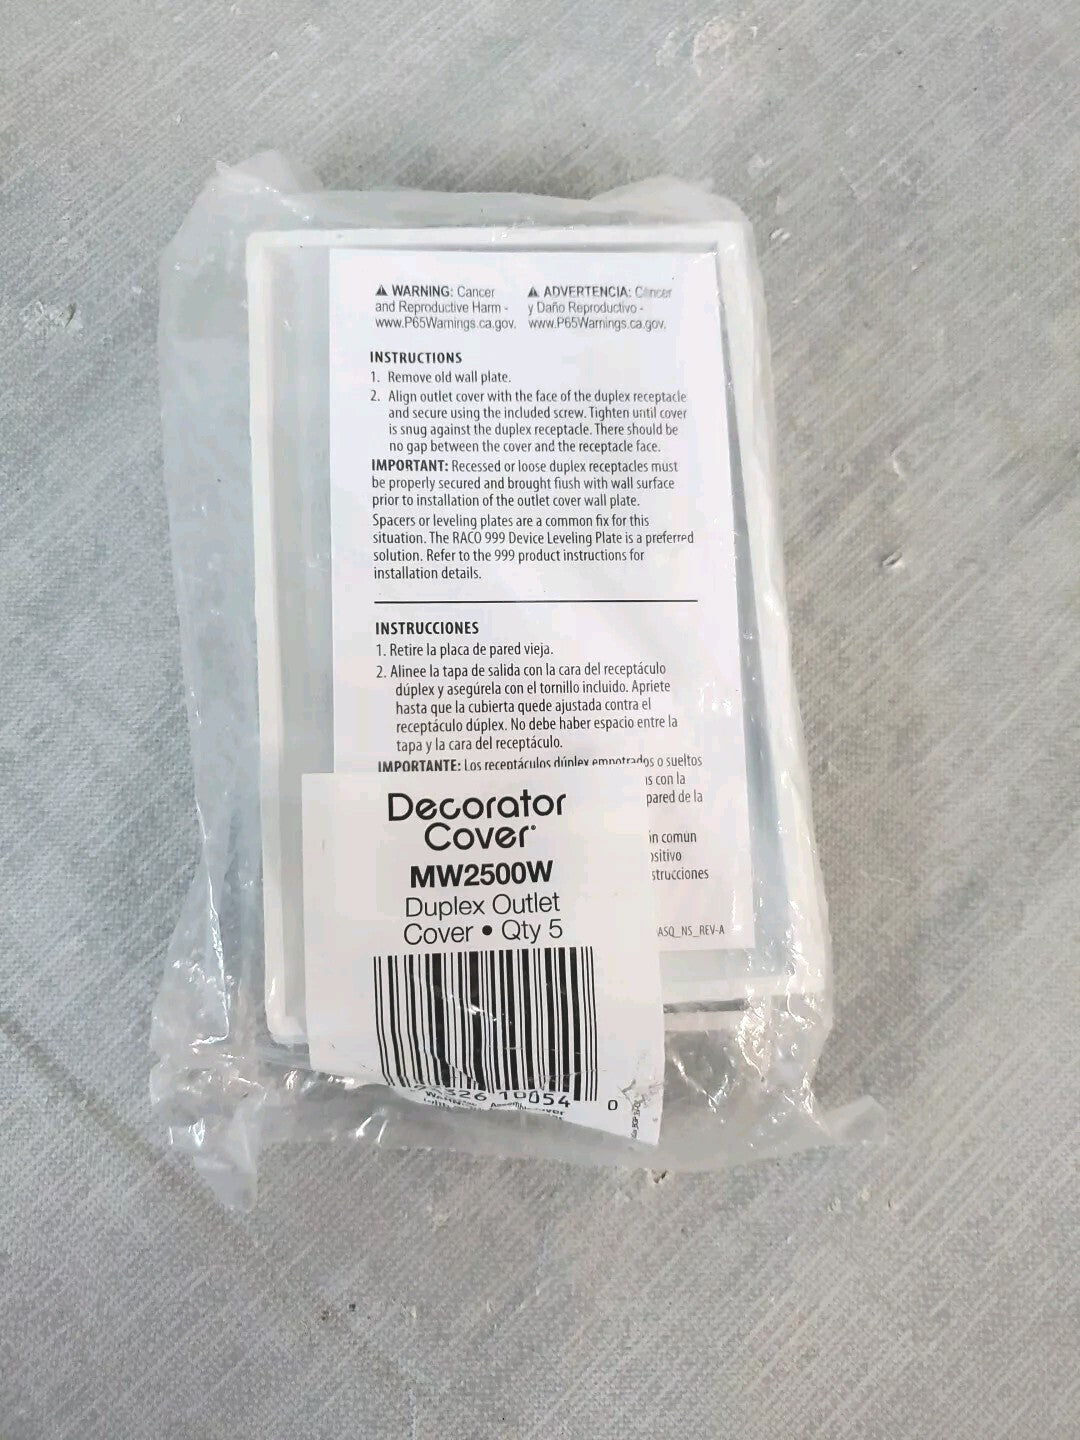 ⚠ WARNING: Cancer
and Reproductive Harm -
www.P65Warnings.ca.gov.
⚠ ADVERTENCIA: Cáncer
y Daño Reproductivo -
www.P65Warnings.ca.gov.
INSTRUCTIONS
1. Remove old wall plate.
2. Align outlet cover with the face of the duplex receptacle
and secure using the included screw. Tighten until cover
is snug against the duplex receptacle. There should be
no gap between the cover and the receptacle face.
IMPORTANT: Recessed or loose duplex receptacles must
be properly secured and brought flush with wall surface
prior to installation of the outlet cover wall plate.
Spacers or leveling plates are a common fix for this
situation. The RACO 999 Device Leveling Plate is a preferred
solution. Refer to the 999 product instructions for
installation details.
INSTRUCCIONES
1. Retire la placa de pared vieja.
2. Alinee la tapa de salida con la cara del receptáculo
dúplex y asegúrela con el tornillo incluido. Apriete
hasta que la cubierta quede ajustada contra el
receptáculo dúplex. No debe haber espacio entre la
tapa y la cara del receptáculo.
IMPORTANTE: Los receptáculos dúplex empotrados o sueltos
con la
pared de la
común
ASQ_NS_REV-A
Decorator
Cover
MW2500W
Duplex Outlet
Cover • Qty 5
10054 0